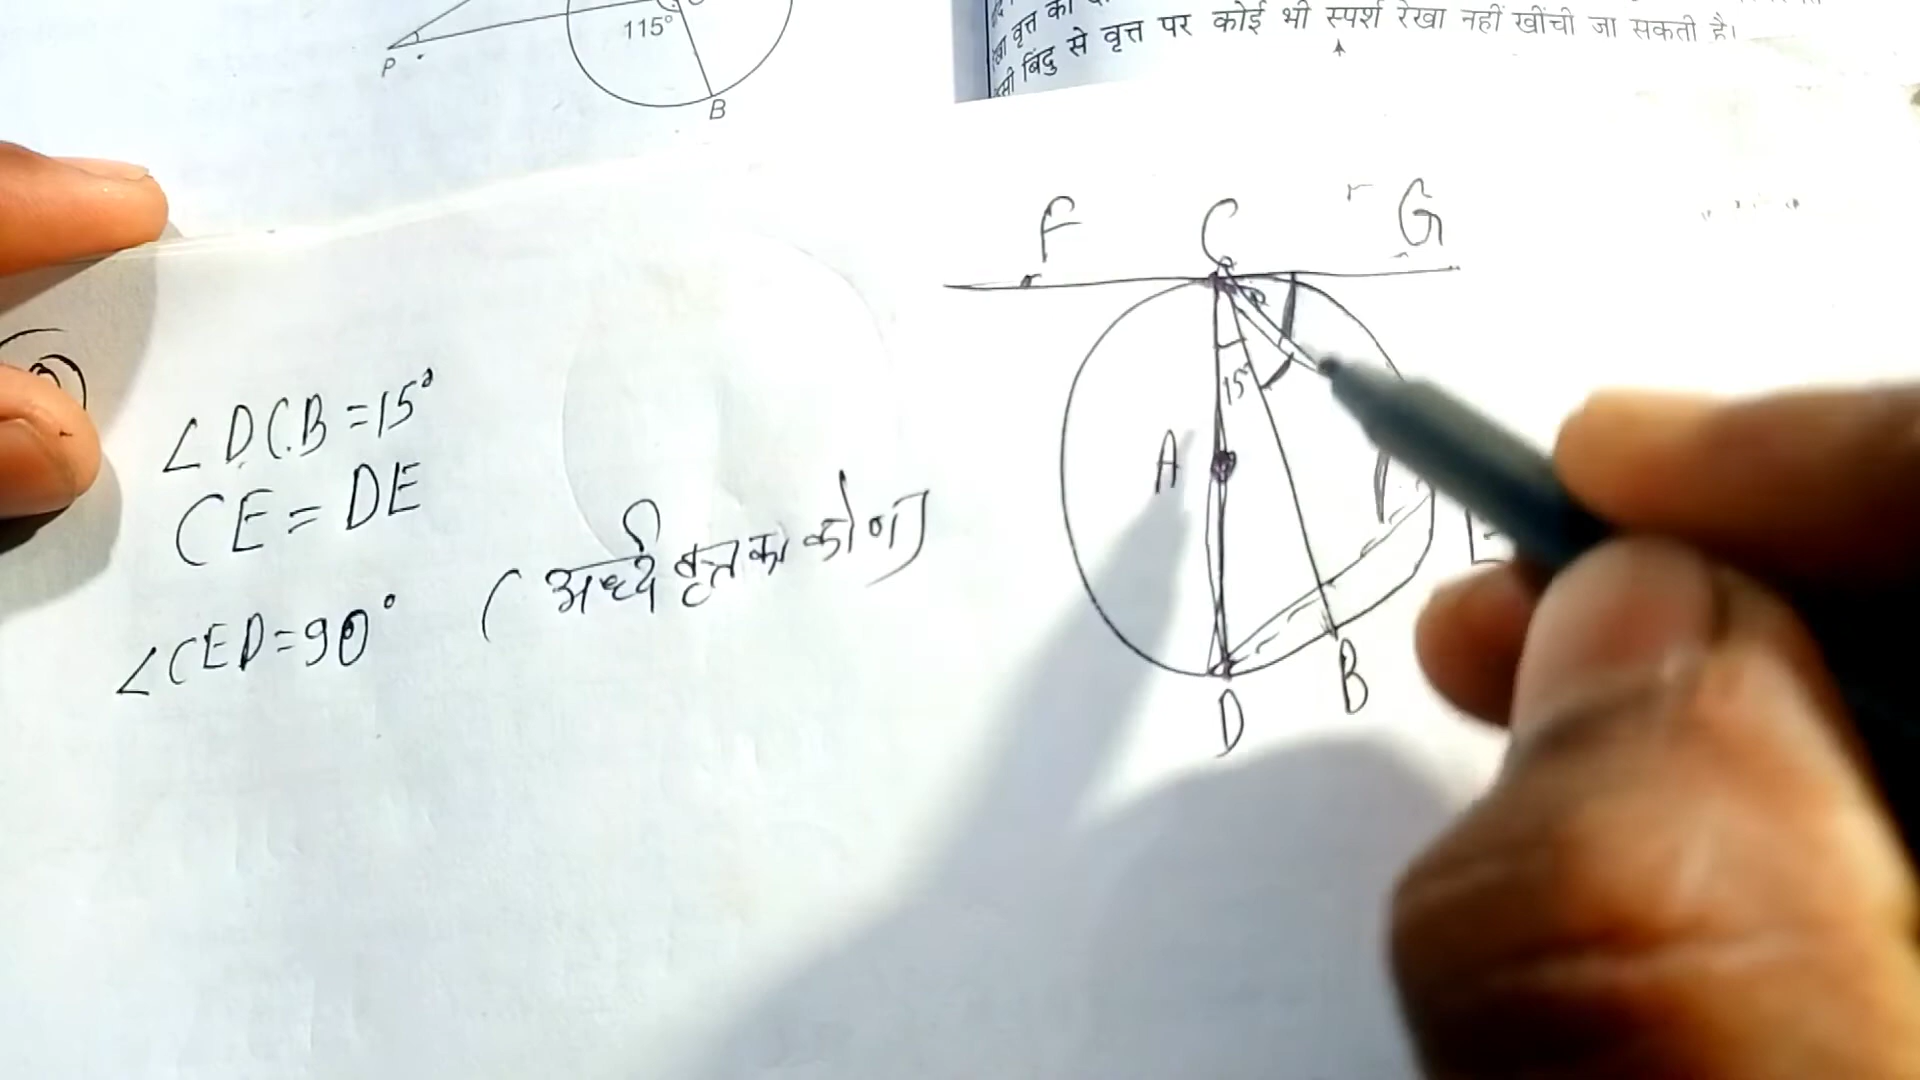 115°
P
B
वृत्त का
बिंदु से वृत्त पर कोई भी स्पर्श रेखा नहीं खींची जा सकती है।
F C G
15°
A
E
B
D
∠DCB=15°
CE=DE
∠CED=90° (अर्ध्द वृत्त का कोण)